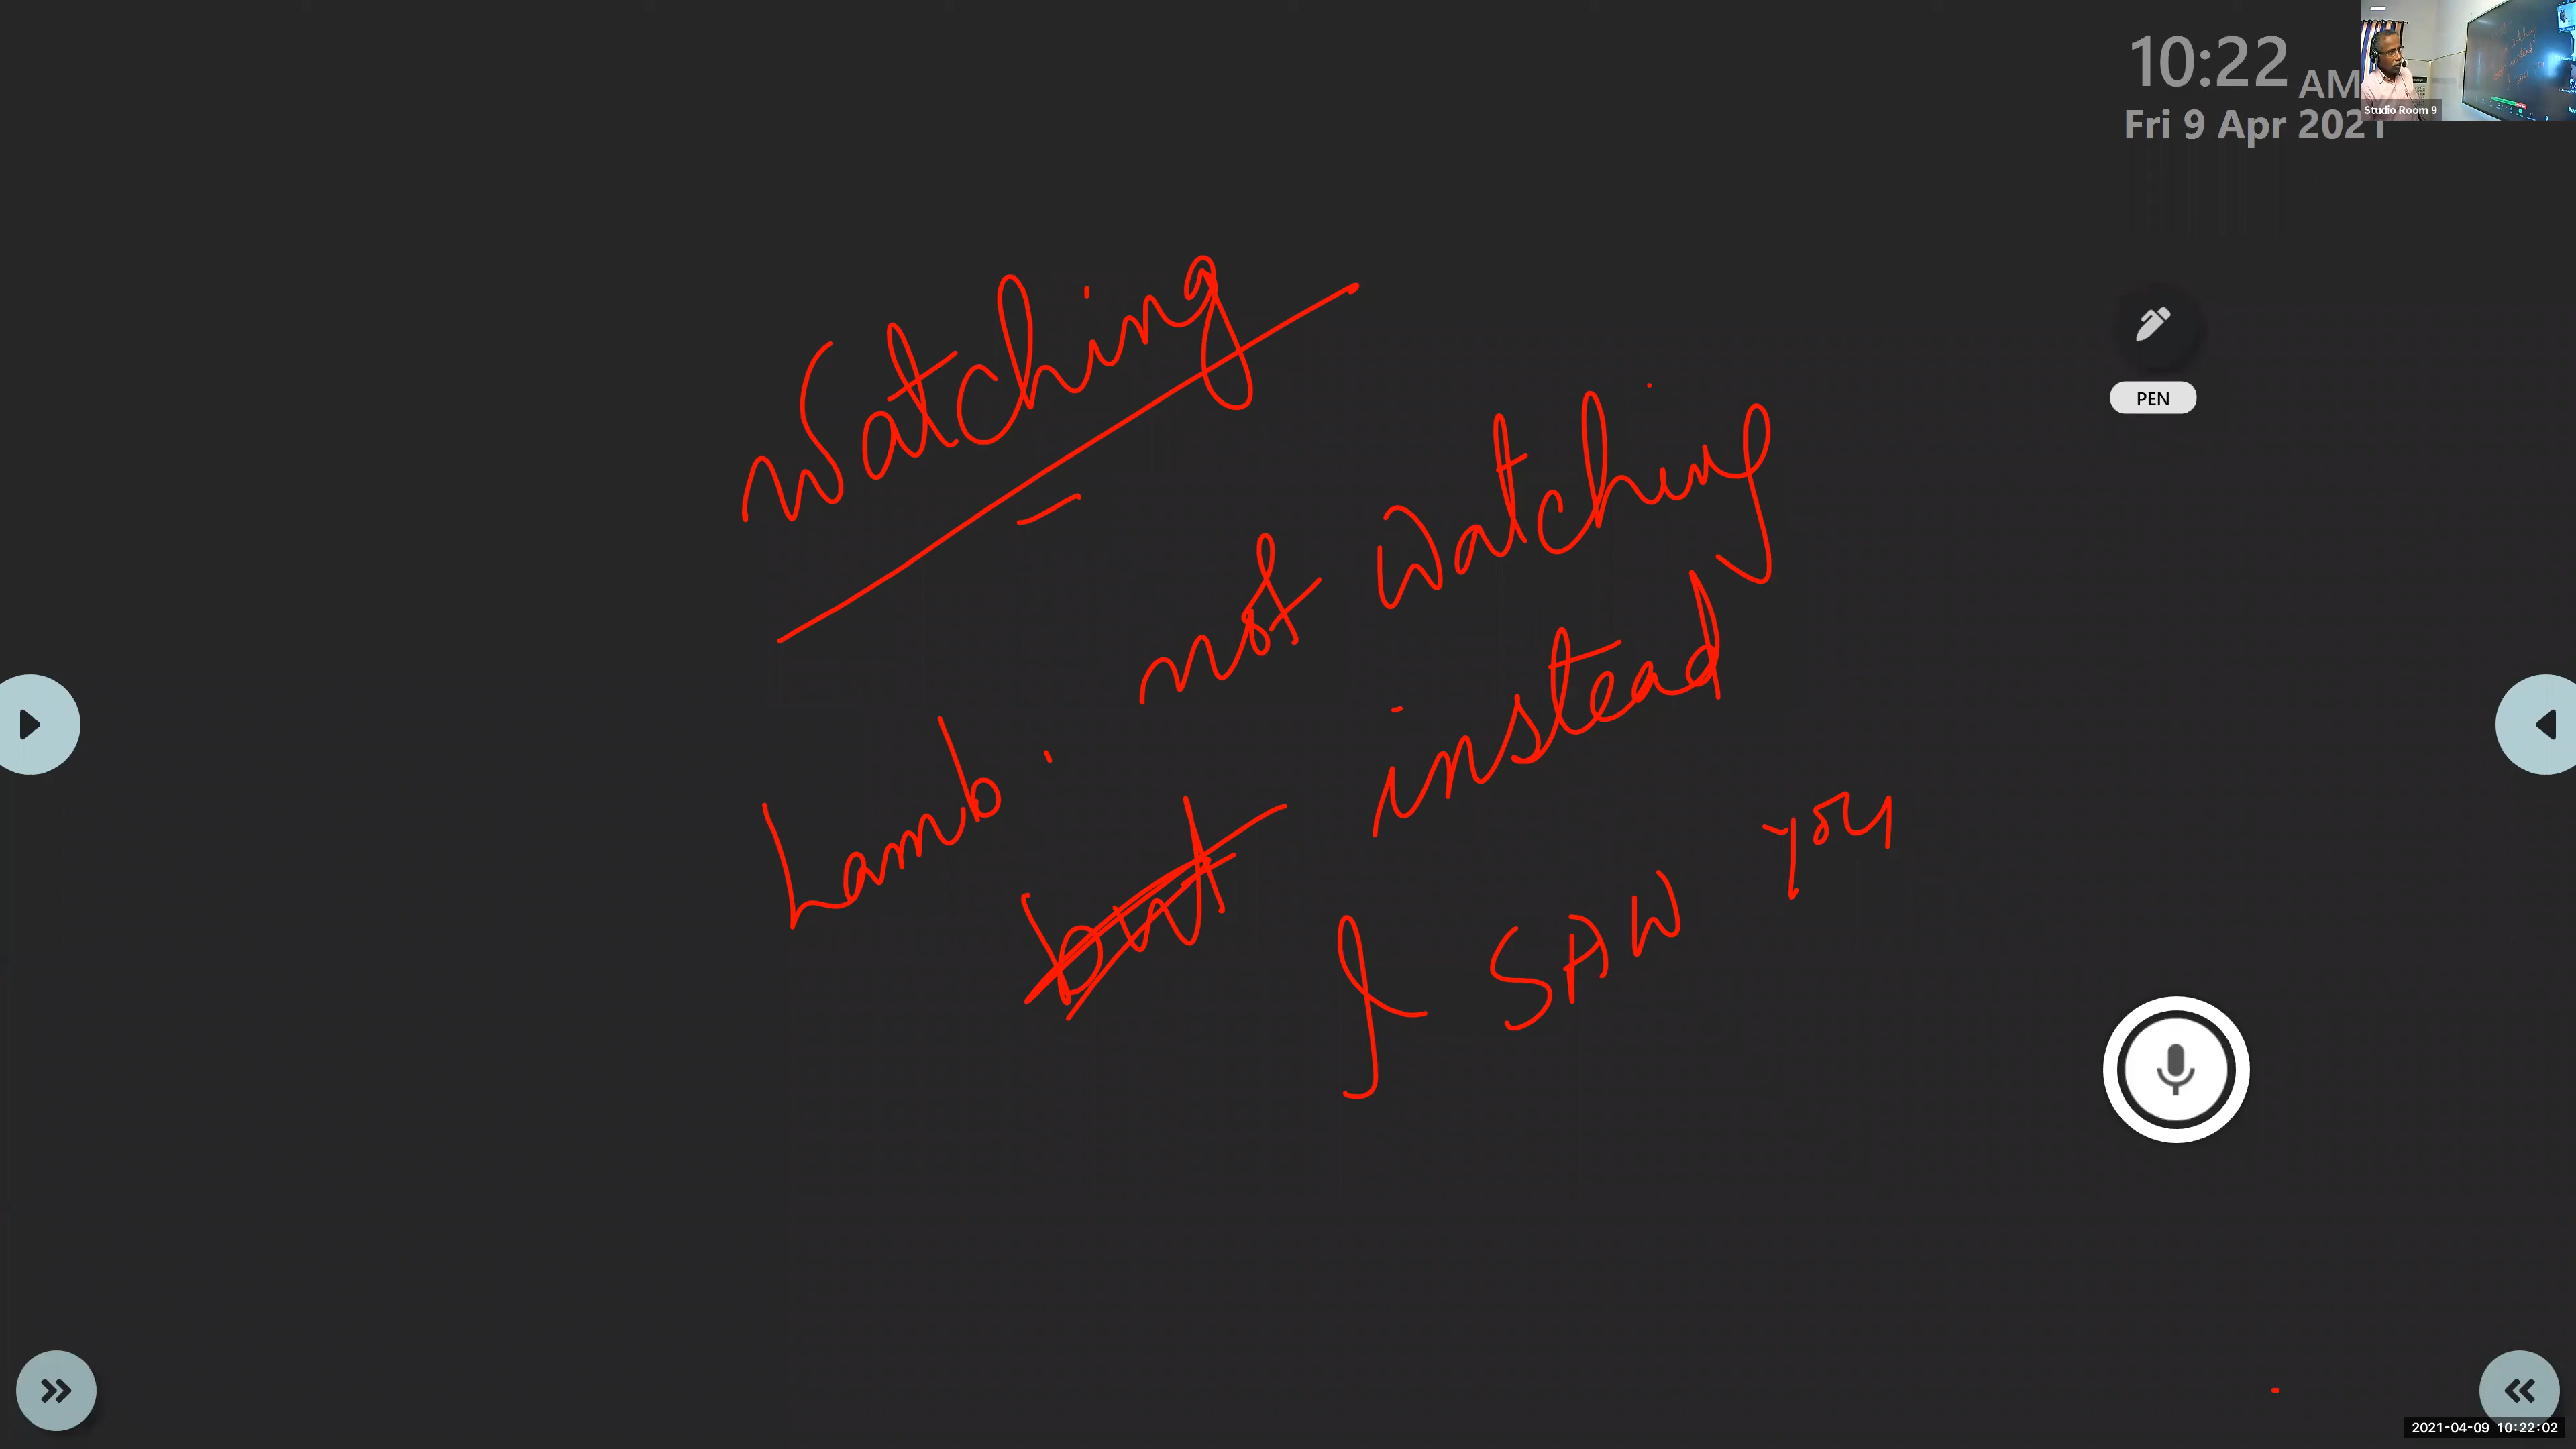 10:22 AM
Fri 9 Apr 2021
Studio Room 9
PEN
Watching
not watching
Lamb.
but instead
I SAW you
2021-04-09 10:22:02